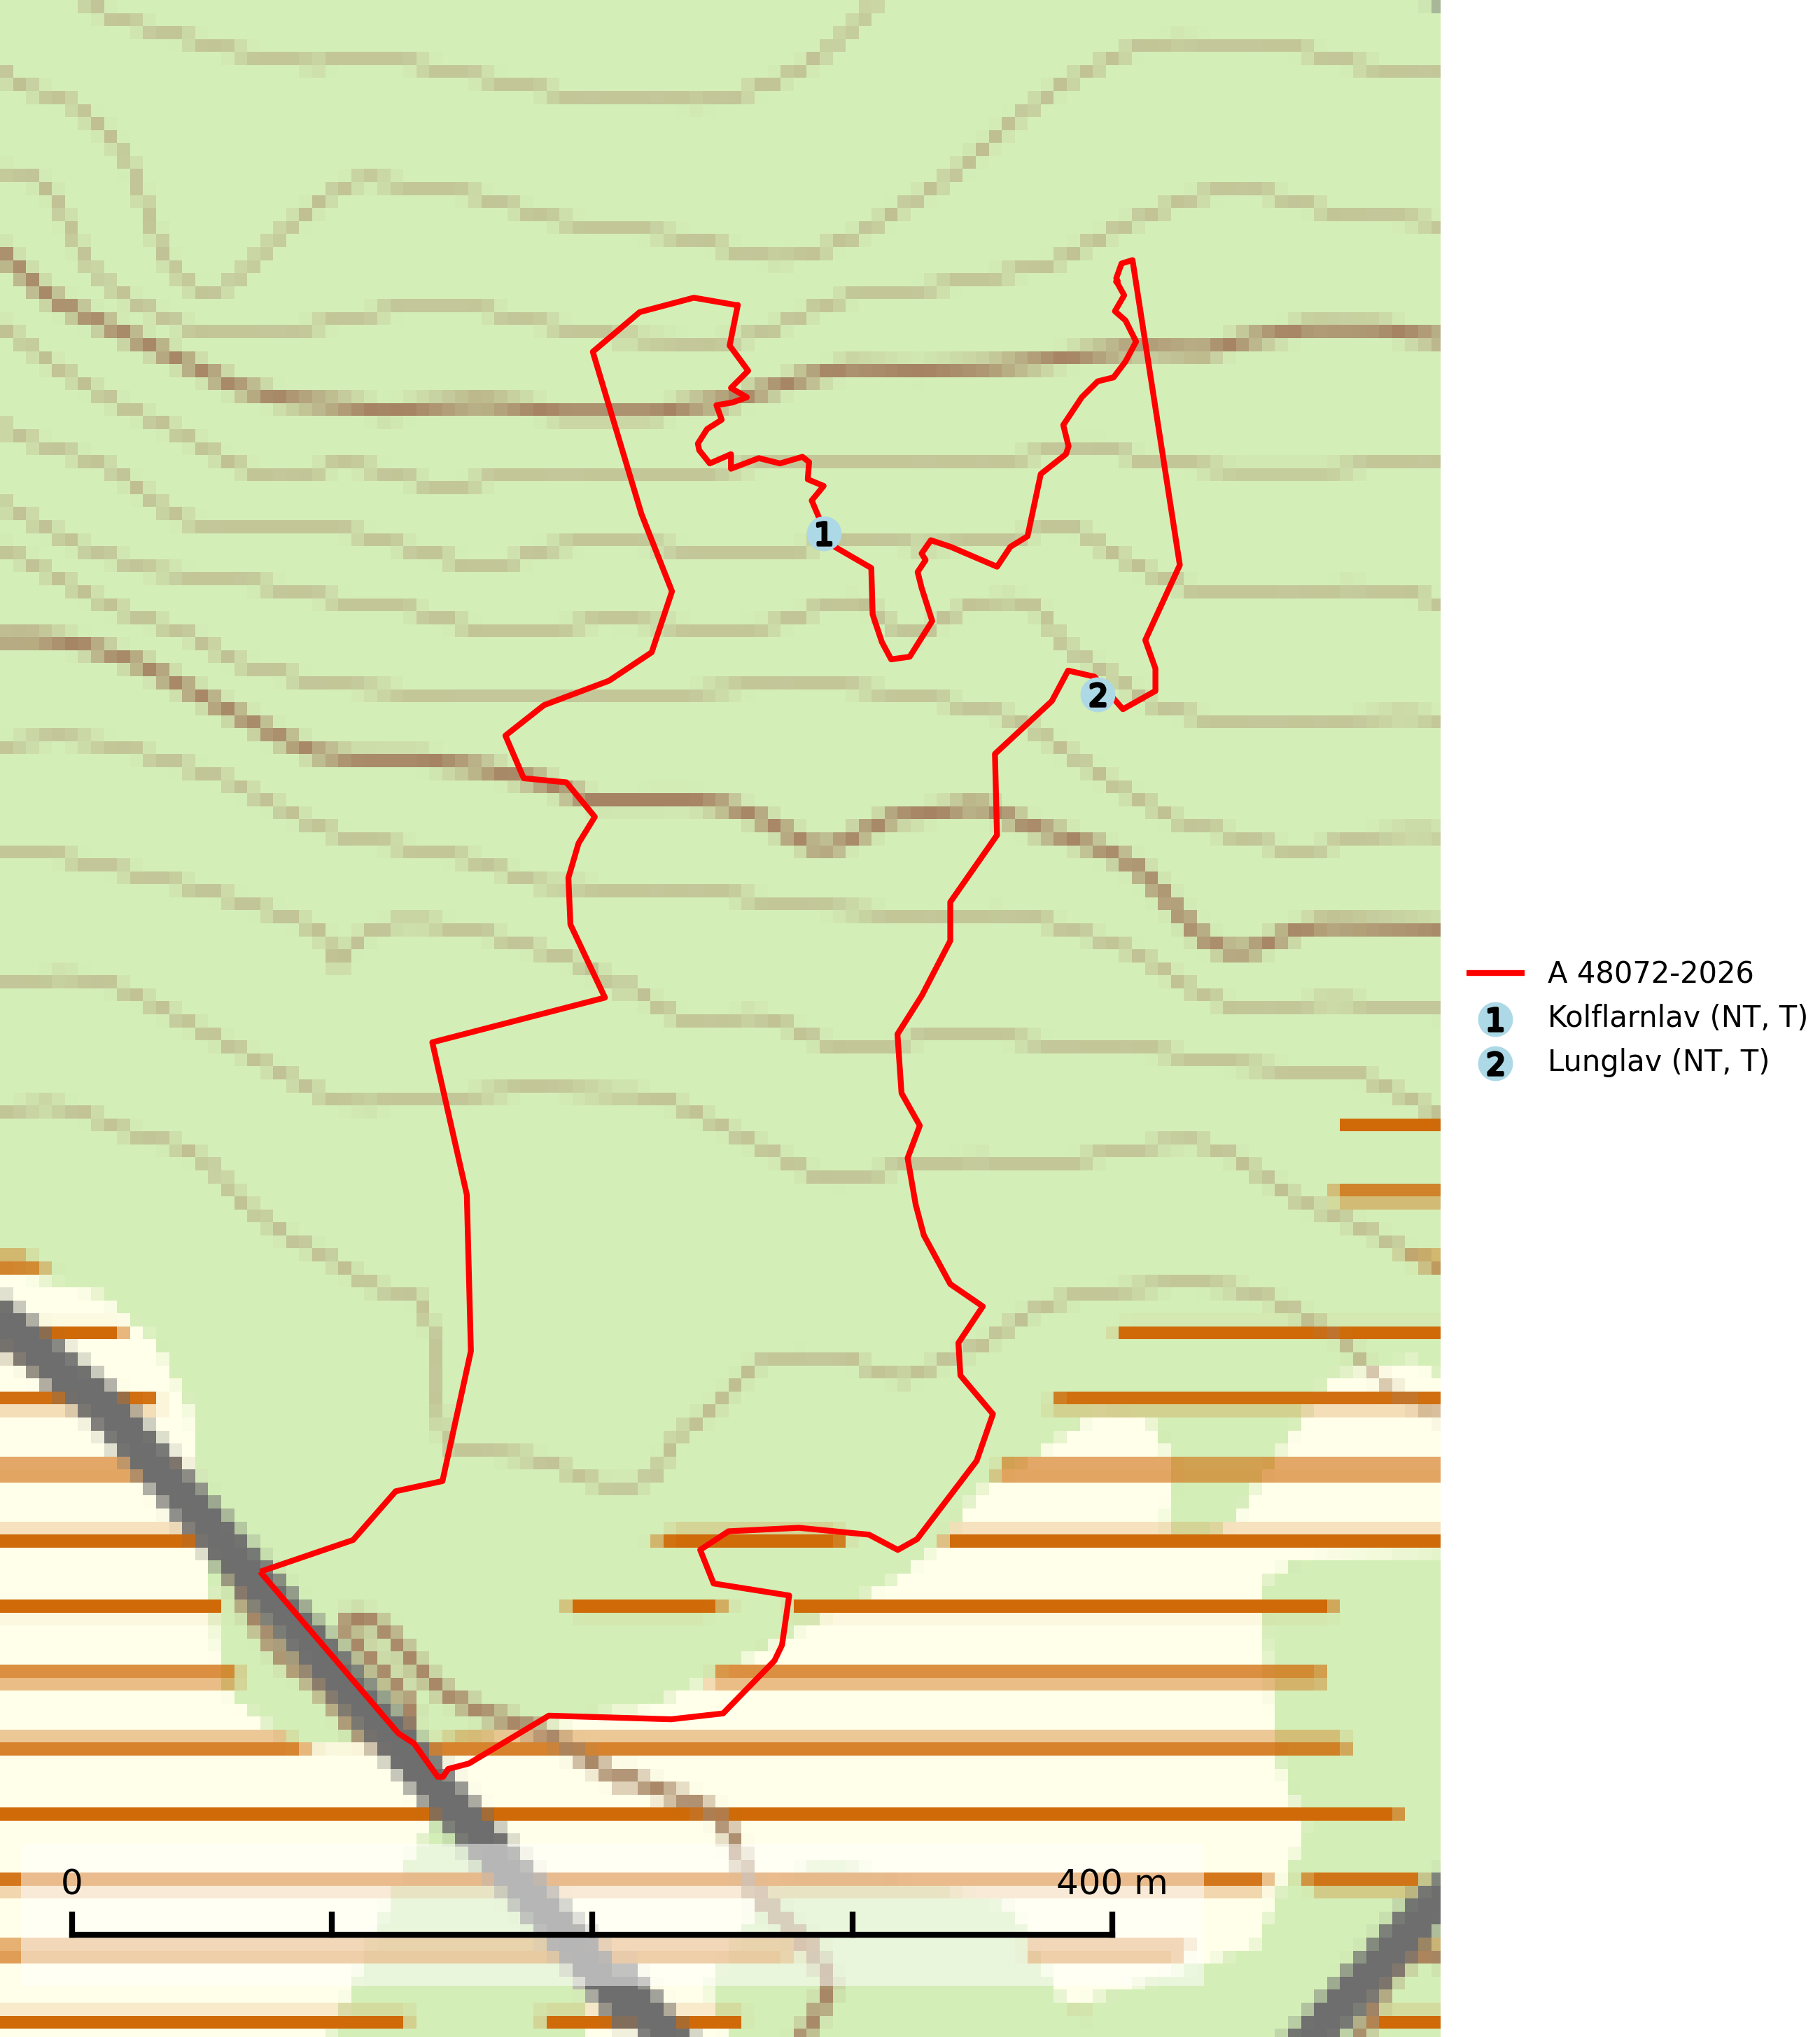 1
2
A 48072-2026
1 Kolflarnlav (NT, T)
2 Lunglav (NT, T)
0 400 m